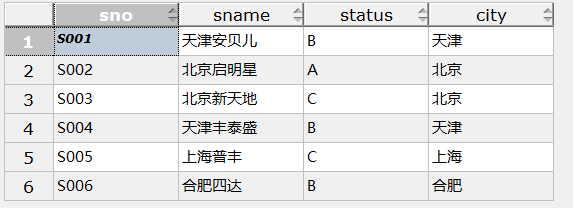 sno sname status city
1 S001 天津安贝儿 B 天津
2 S002 北京启明星 A 北京
3 S003 北京新天地 C 北京
4 S004 天津丰泰盛 B 天津
5 S005 上海普丰 C 上海
6 S006 合肥四达 B 合肥